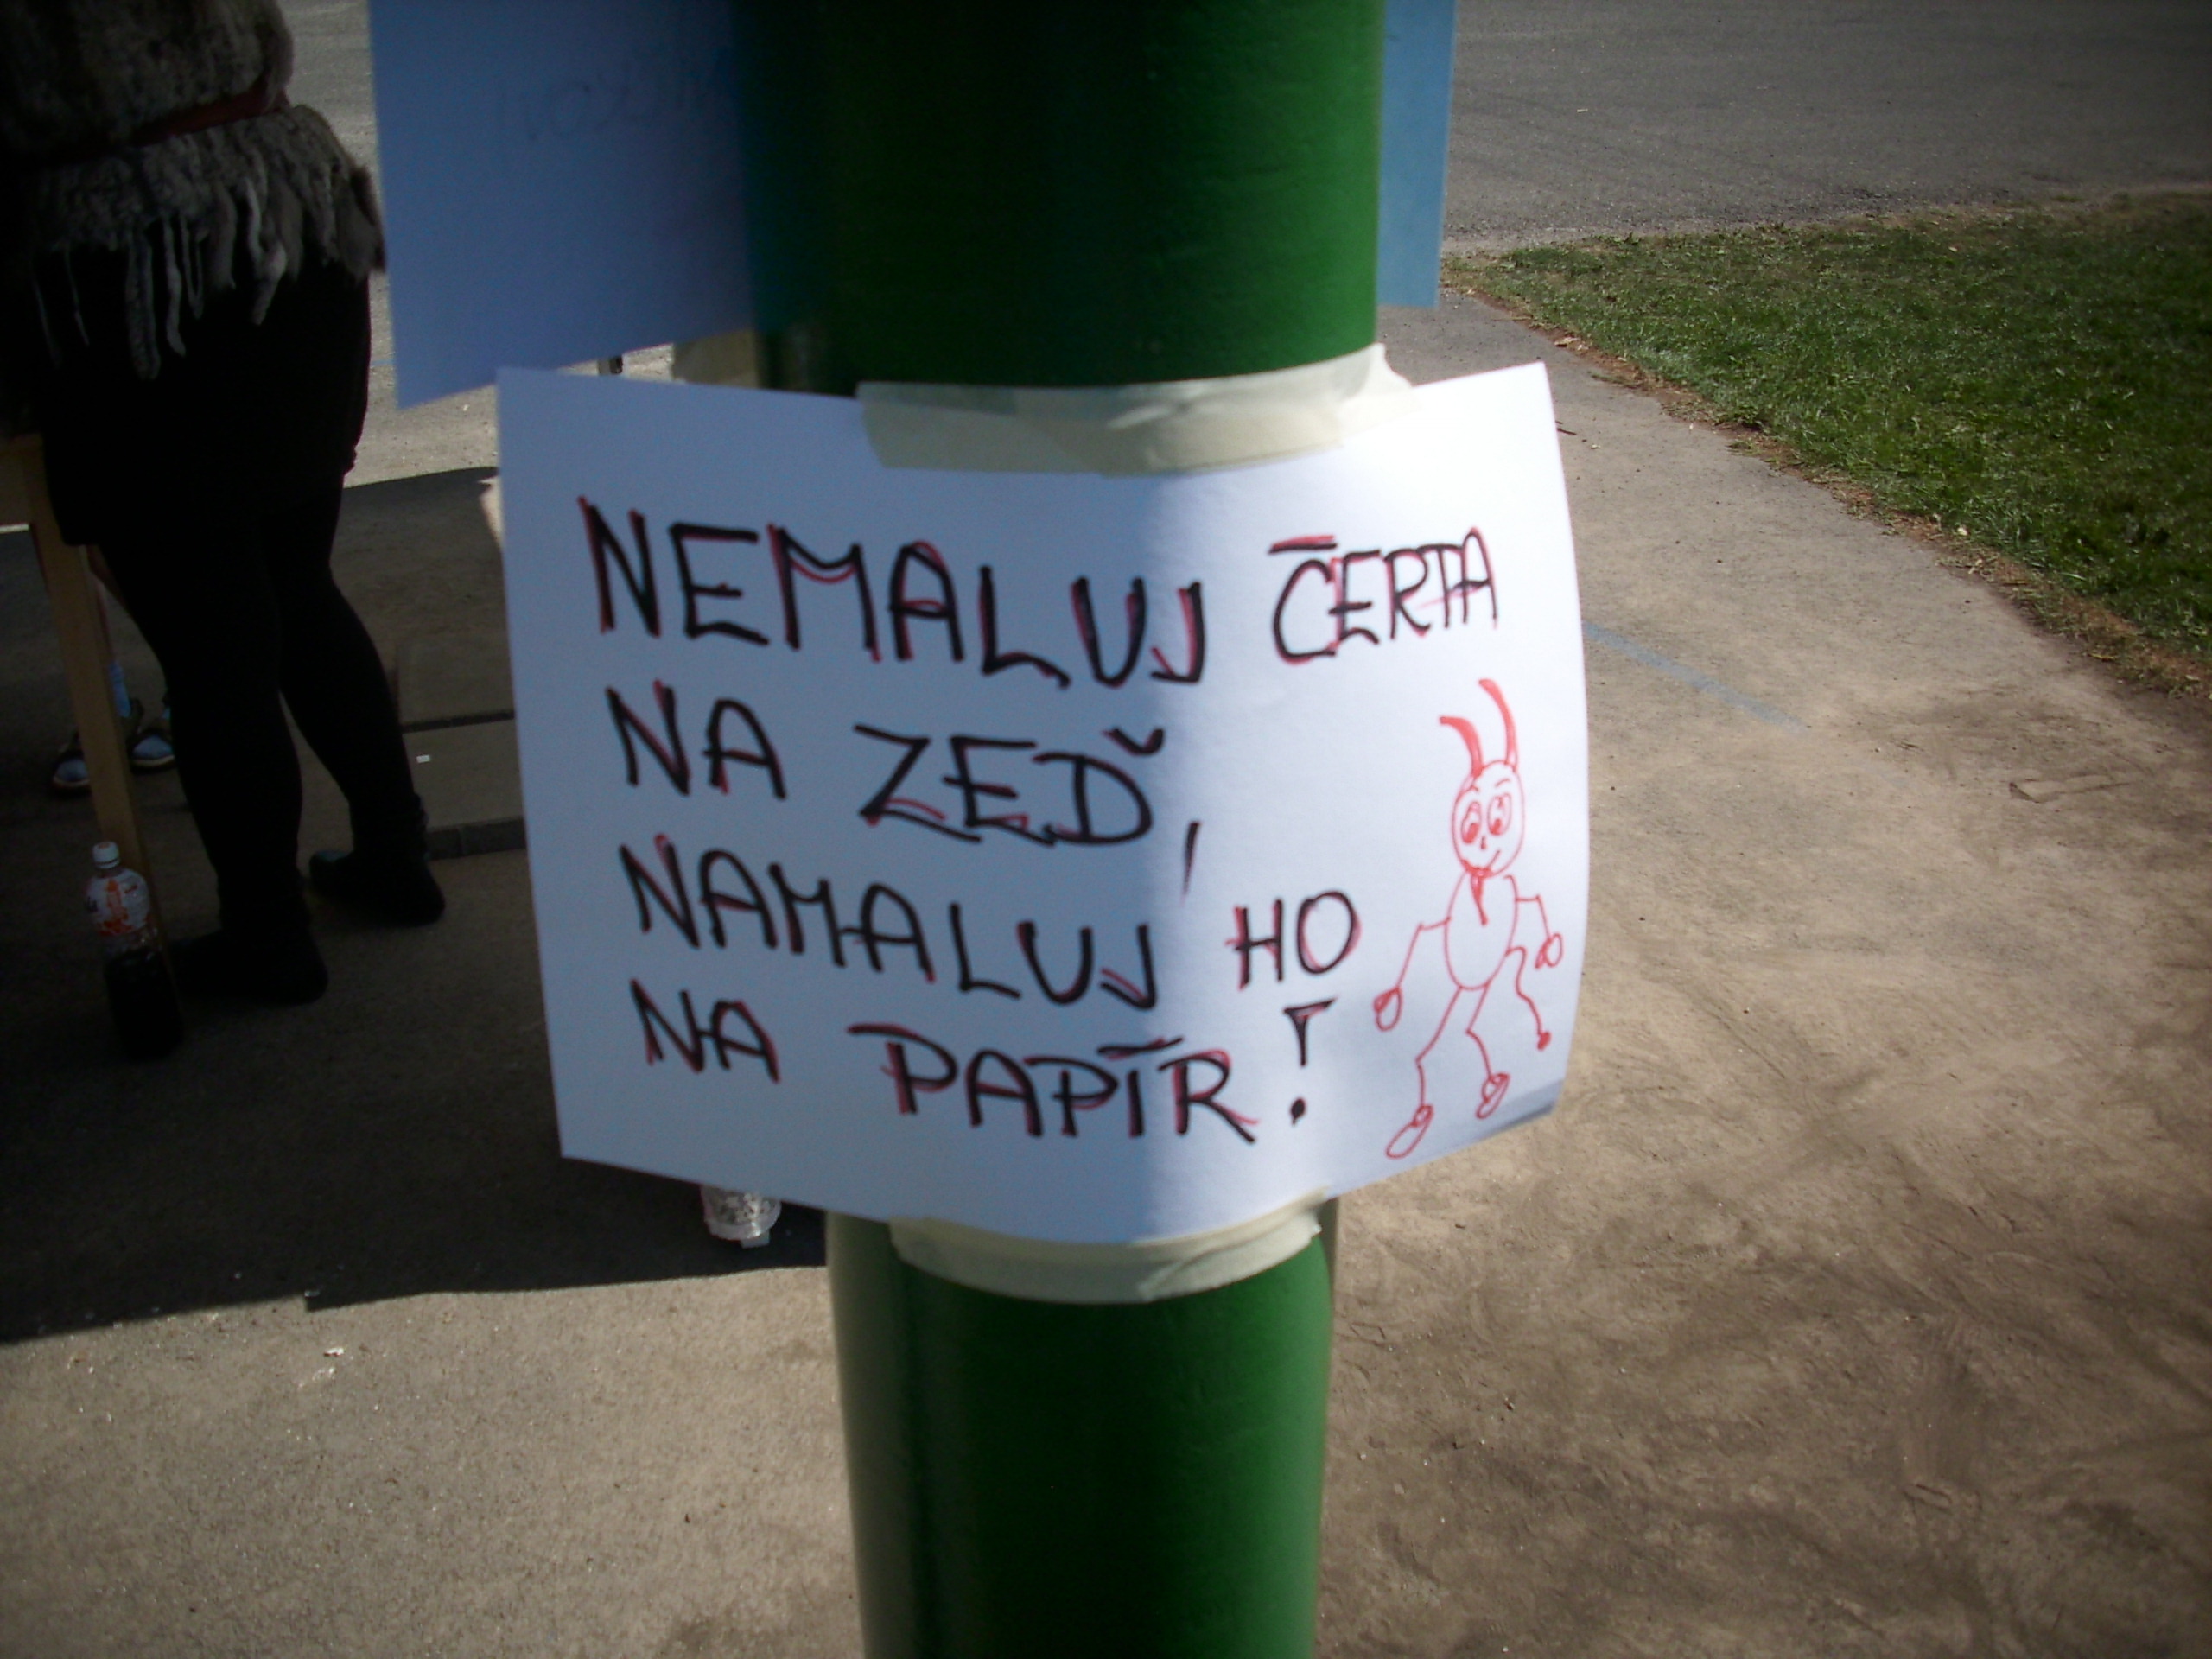 NEMALUJ ČERTA
NA ZEĎ,
NAMALUJ HO
NA PAPÍR!